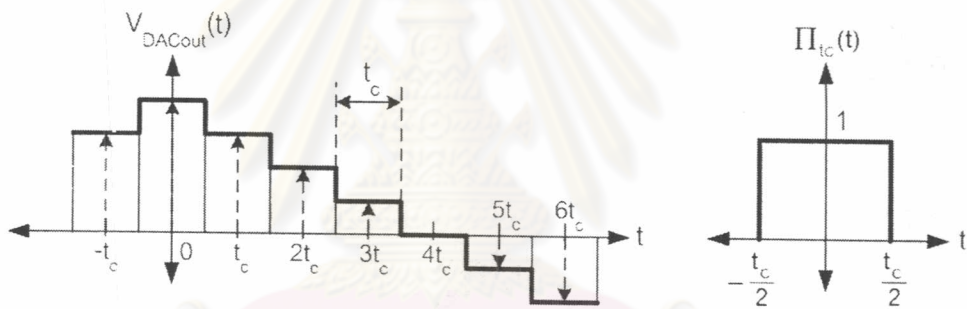 V_DACout(t)
t_c
5t_c
6t_c
-t_c
0
t_c
2t_c
3t_c
4t_c
t
Π_tc(t)
1
t
-t_c/2
t_c/2